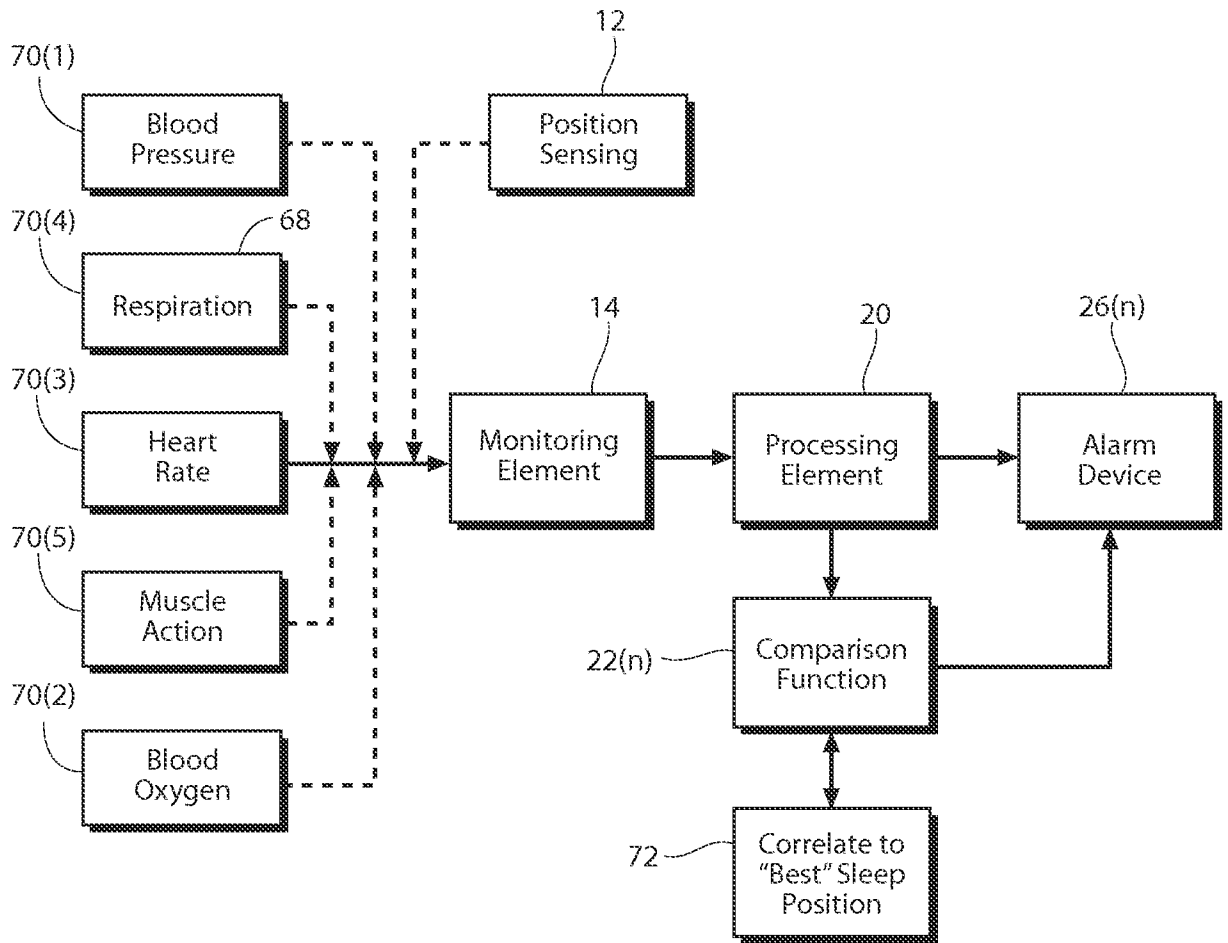 12
70(1)
Blood
Pressure
Position
Sensing
70(4)
68
Respiration
14
20
26(n)
70(3)
Heart
Rate
Monitoring
Element
Processing
Element
Alarm
Device
70(5)
Muscle
Action
22(n)
Comparison
Function
70(2)
Blood
Oxygen
72
Correlate to
"Best" Sleep
Position